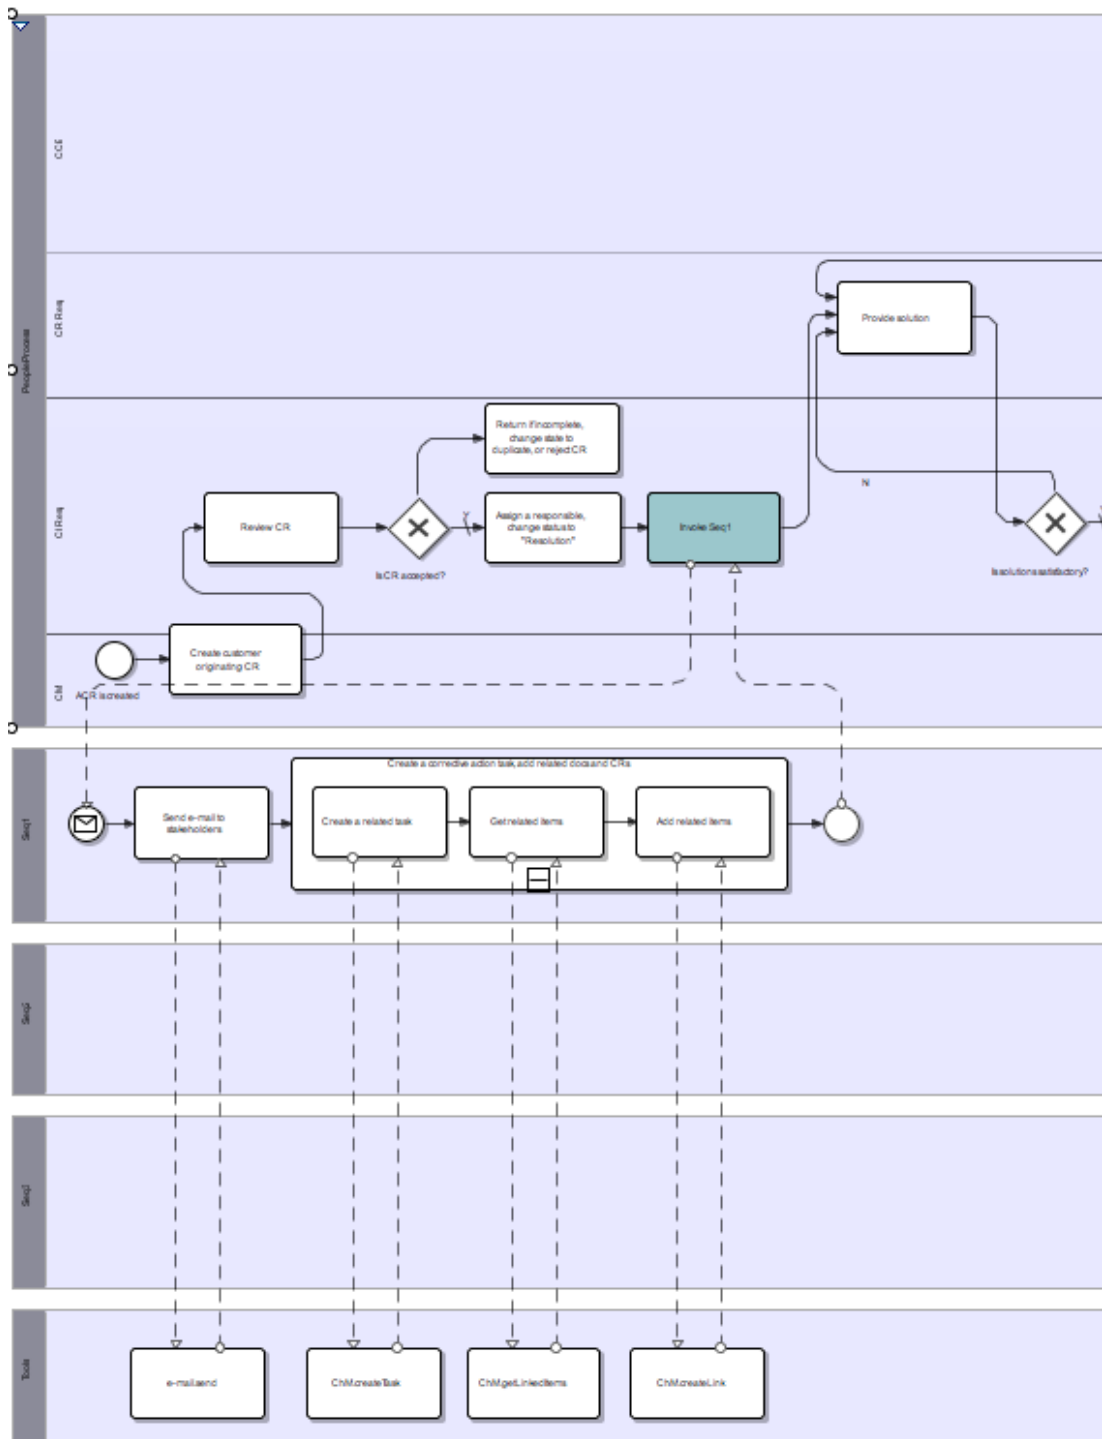 PeopleProcess
CCB
CR Req
Provide solution
CI Req
Return if incomplete,
change state to
duplicate, or reject CR
Review CR
Is CR accepted?
Assign a responsible,
change status to
"Resolution"
Invoke Seq1
N
Is solution satisfactory?
CM
A CR is created
Create customer
originating CR
Seq1
Send e-mail to
stakeholders
Create a corrective action task, add related docs and CRs
Create a related task
Get related items
Add related items
Seq2
Seq3
Tools
e-mail.send
ChM.createTask
ChM.getLinkedItems
ChM.createLink